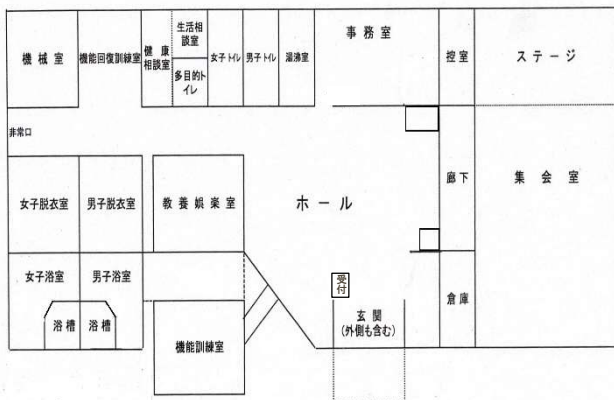 機械室
機能回復訓練室
健康
相談室
生活相
談室
多目的ト
イレ
女子トイレ
男子トイレ
湯沸室
事務室
控室
ステージ
非常口
女子脱衣室
男子脱衣室
教養娯楽室
ホール
廊下
集会室
女子浴室
男子浴室
浴槽
浴槽
機能訓練室
受付
玄関
(外側も含む)
倉庫